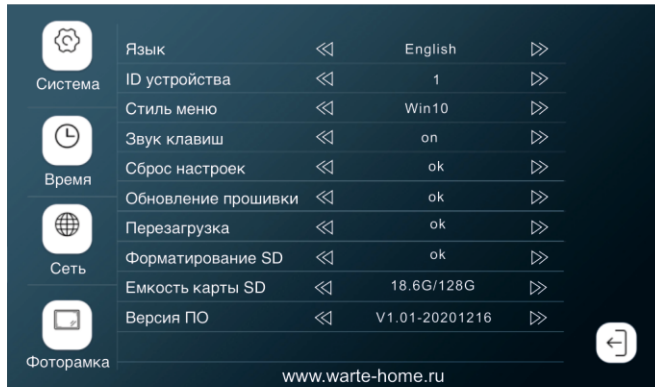 Система
Время
Сеть
Фоторамка
Язык English
ID устройства 1
Стиль меню Win10
Звук клавиш on
Сброс настроек ok
Обновление прошивки ok
Перезагрузка ok
Форматирование SD ok
Емкость карты SD 18.6G/128G
Версия ПО V1.01-20201216
www.warte-home.ru